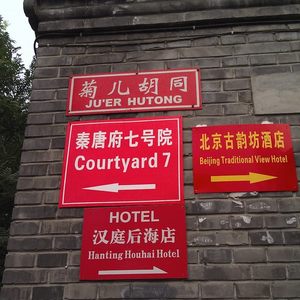 菊儿胡同
JU'ER HUTONG
秦唐府七号院
Courtyard 7
北京古韵坊酒店
Beijing Traditional View Hotel
HOTEL
汉庭后海店
Hanting Houhai Hotel